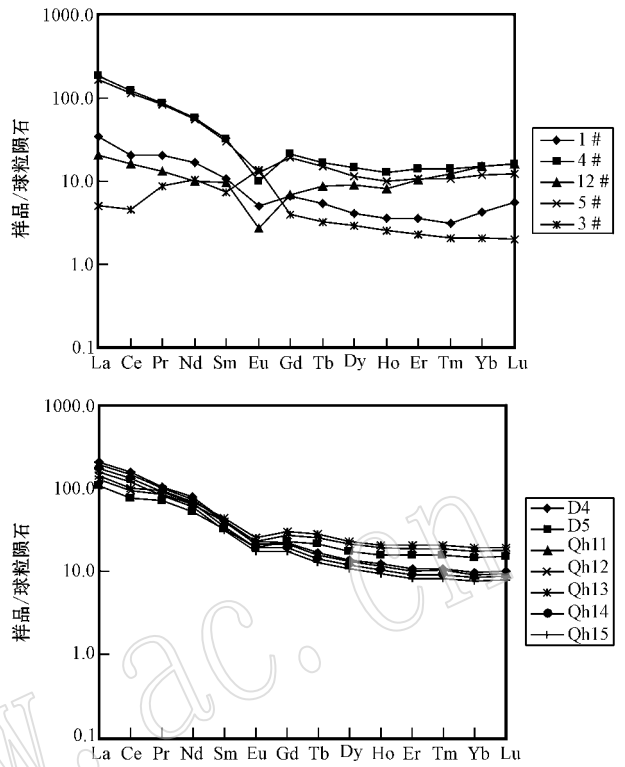 1000.0
100.0
10.0
1.0
0.1
样品/球粒陨石
La Ce Pr Nd Sm Eu Gd Tb Dy Ho Er Tm Yb Lu
1 #
4 #
12 #
5 #
3 #
1000.0
100.0
10.0
1.0
0.1
样品/球粒陨石
La Ce Pr Nd Sm Eu Gd Tb Dy Ho Er Tm Yb Lu
D4
D5
Qh11
Qh12
Qh13
Qh14
Qh15
w.ac.cn